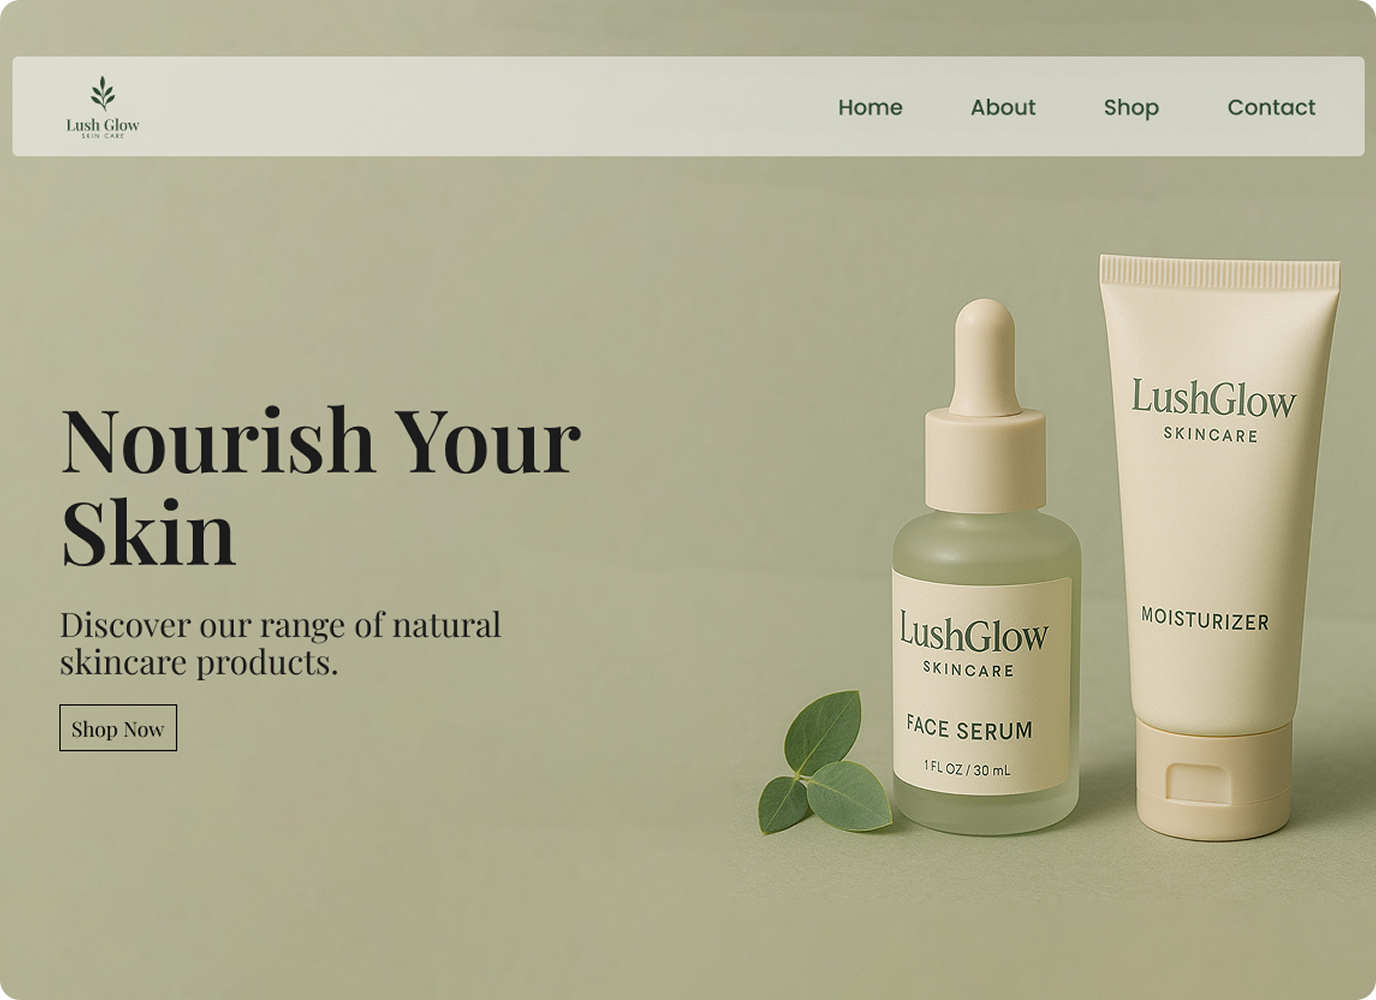 Lush Glow
SKIN CARE
Home
About
Shop
Contact
Nourish Your
Skin
Discover our range of natural
skincare products.
Shop Now
LushGlow
SKINCARE
FACE SERUM
1 FL OZ / 30 mL
LushGlow
SKINCARE
MOISTURIZER